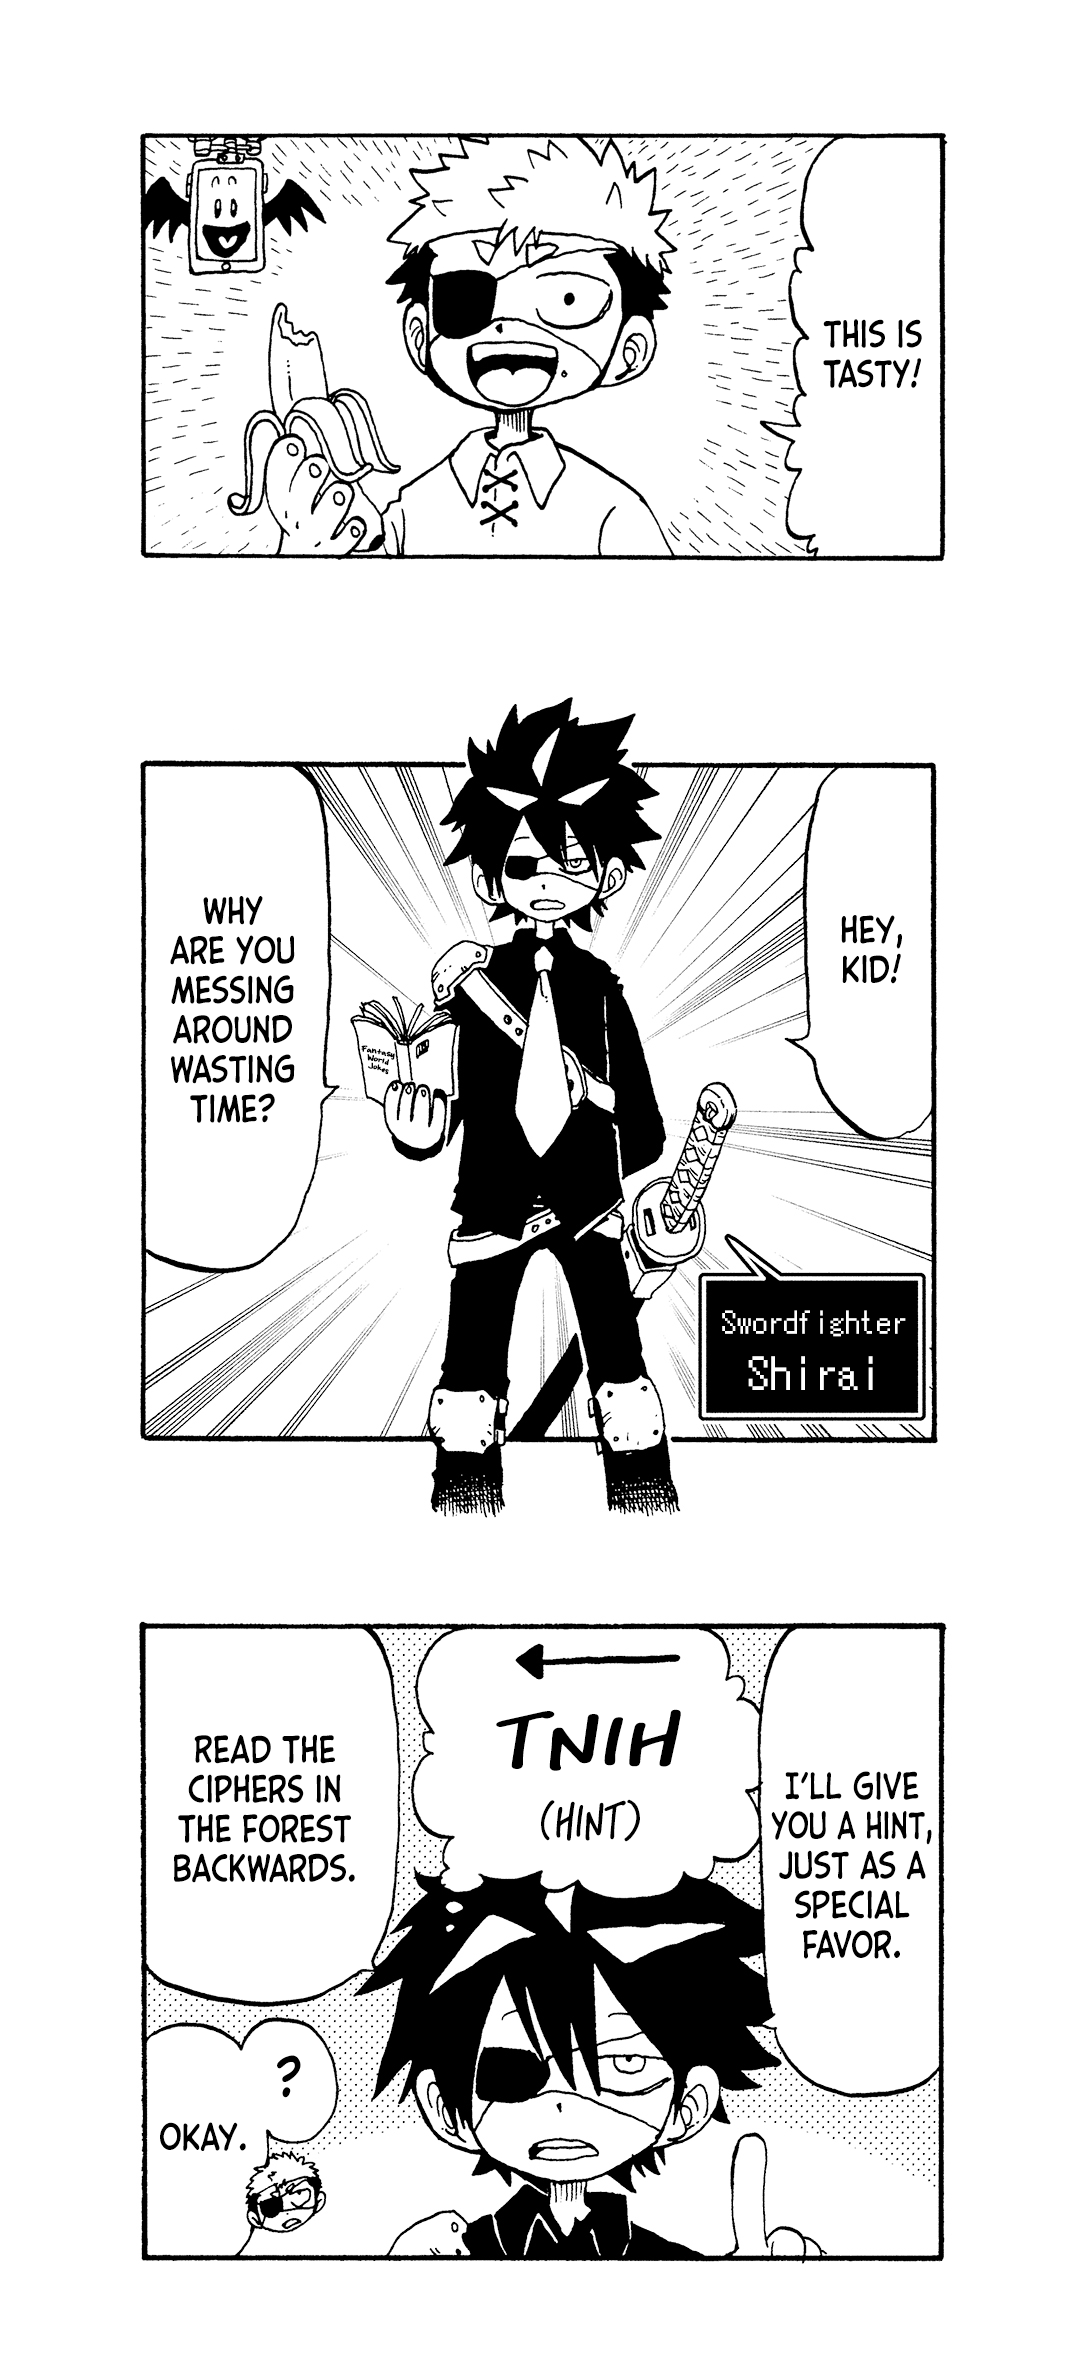 THIS IS
TASTY!
HEY,
KID!
WHY
ARE YOU
MESSING
AROUND
WASTING
TIME?
Fantasy
World
Jokes
Swordfighter
Shirai
I'LL GIVE
YOU A HINT,
JUST AS A
SPECIAL
FAVOR.
TNIH
(HINT)
READ THE
CIPHERS IN
THE FOREST
BACKWARDS.
?
OKAY.